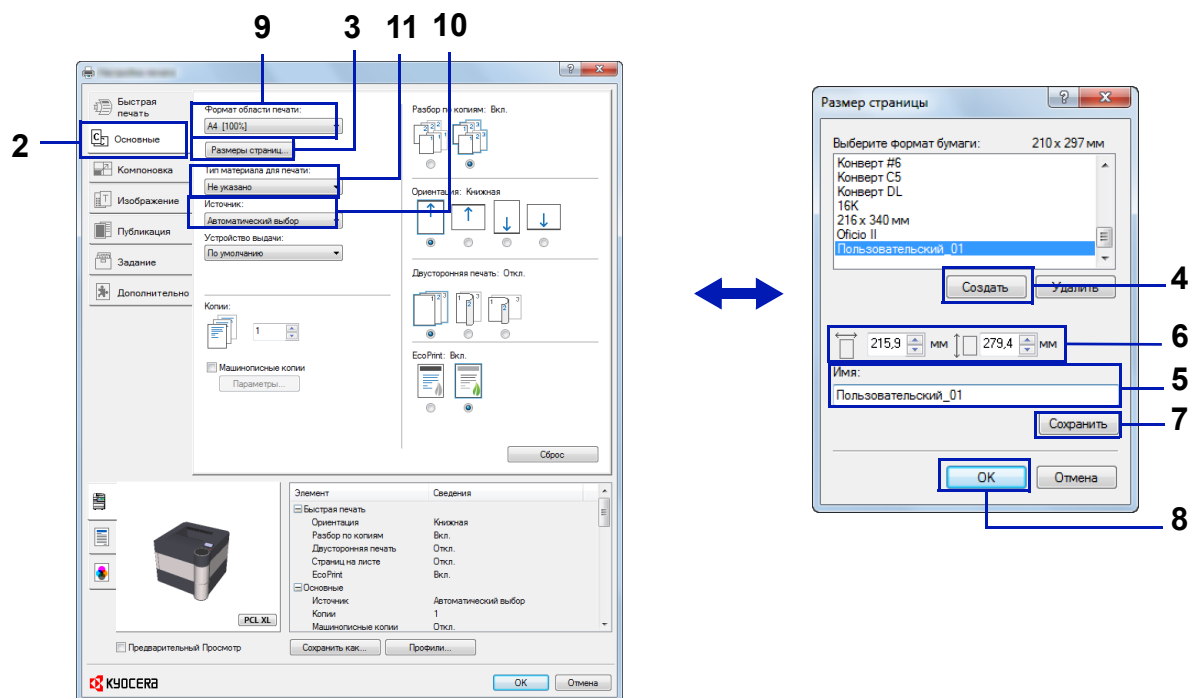 9 3 11 10
Быстрая печать
2
Основные
Компоновка
Изображение
Публикация
Задание
Дополнительно
Формат области печати:
A4 [100%]
Размеры страниц...
Тип материала для печати:
Не указано
Источник:
Автоматический выбор
Устройство выдачи:
По умолчанию
Копии:
1
Машинописные копии
Параметры...
Разбор по копиям: Вкл.
Ориентация: Книжная
Двусторонняя печать: Откл.
EcoPrint: Вкл.
Сброс
PCL XL
Предварительный Просмотр
Элемент Сведения
Быстрая печать
Ориентация Книжная
Разбор по копиям Вкл.
Двусторонняя печать Откл.
Страниц на листе Откл.
EcoPrint Вкл.
Основные
Источник Автоматический выбор
Копии 1
Машинописные копии Откл.
Сохранить как... Профили...
KYOCERA
OK Отмена
Размер страницы
Выберите формат бумаги: 210 x 297 мм
Конверт #6
Конверт C5
Конверт DL
16K
216 x 340 мм
Oficio II
Пользовательский_01
Создать Удалить
4
215,9 мм 279,4 мм
6
Имя:
5
Пользовательский_01
Сохранить
7
OK Отмена
8